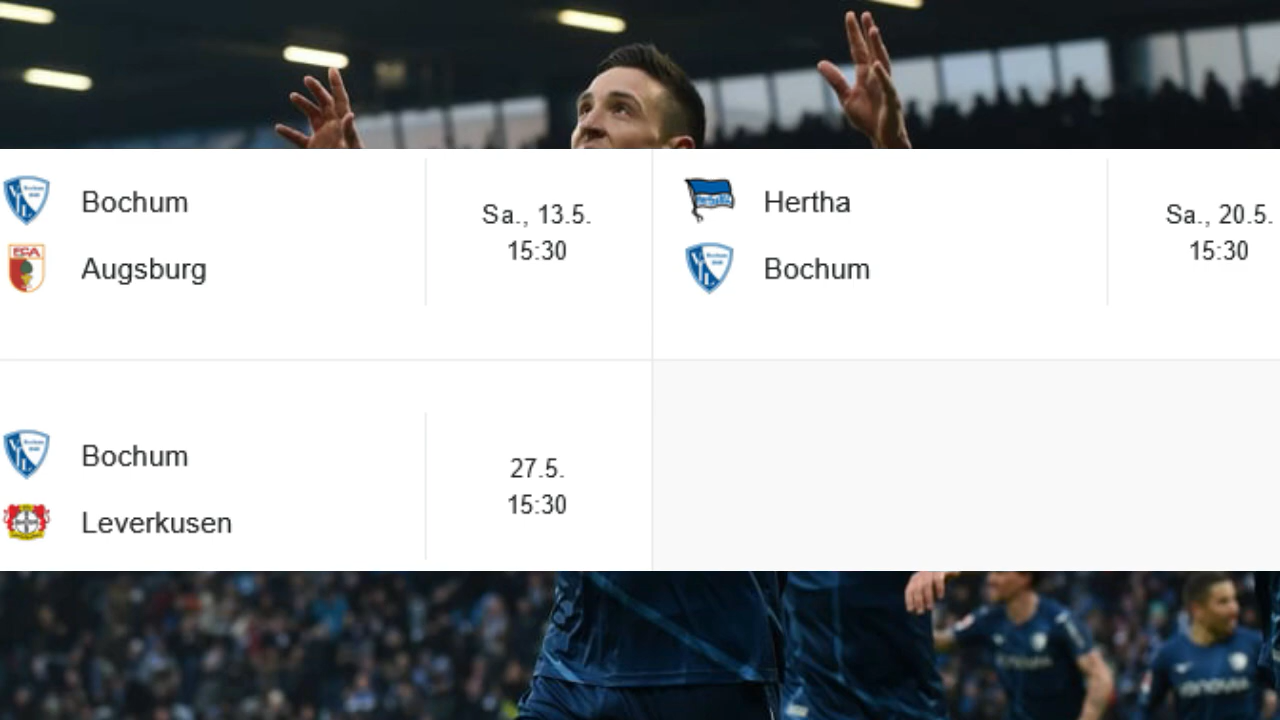 Bochum
Augsburg
Sa., 13.5.
15:30
Hertha
Bochum
Sa., 20.5.
15:30
Bochum
Leverkusen
27.5.
15:30
FCA